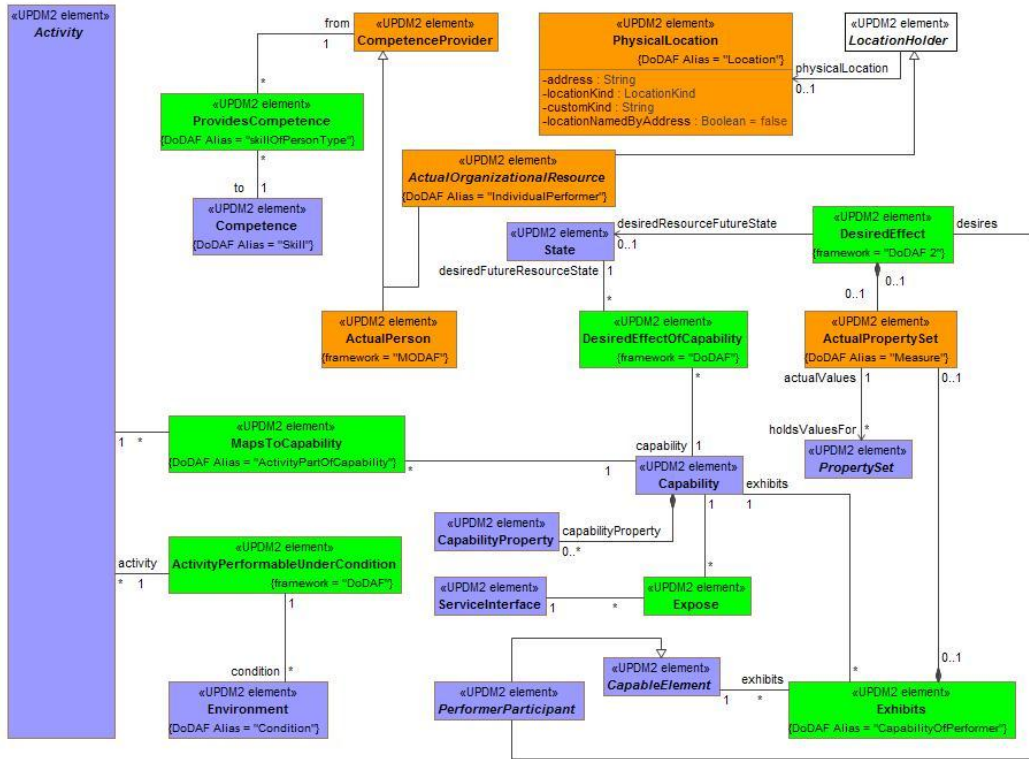 «UPDM2 element»
Activity
from
1
«UPDM2 element»
CompetenceProvider
*
«UPDM2 element»
ProvidesCompetence
{DoDAF Alias = "skillOfPersonType"}
*
to 1
«UPDM2 element»
Competence
{DoDAF Alias = "Skill"}
«UPDM2 element»
PhysicalLocation
{DoDAF Alias = "Location"}
-address : String
-locationKind : LocationKind
-customKind : String
-locationNamedByAddress : Boolean = false
«UPDM2 element»
LocationHolder
physicalLocation
0..1
«UPDM2 element»
ActualOrganizationalResource
{DoDAF Alias = "IndividualPerformer"}
«UPDM2 element»
State
desiredResourceFutureState
0..1
«UPDM2 element»
DesiredEffect
{framework = "DoDAF 2"}
desires
desiredFutureResourceState 1
*
0..1
0..1
«UPDM2 element»
ActualPerson
{framework = "MODAF"}
«UPDM2 element»
DesiredEffectOfCapability
{framework = "DoDAF"}
«UPDM2 element»
ActualPropertySet
{DoDAF Alias = "Measure"}
*
actualValues 1
0..1
holdsValuesFor *
«UPDM2 element»
PropertySet
1 *
«UPDM2 element»
MapsToCapability
{DoDAF Alias = "ActivityPartOfCapability"}
*
1
capability 1
«UPDM2 element»
Capability
exhibits
1
1
«UPDM2 element»
CapabilityProperty
capabilityProperty
0..*
activity
* 1
«UPDM2 element»
ActivityPerformableUnderCondition
{framework = "DoDAF"}
1
condition *
«UPDM2 element»
Environment
{DoDAF Alias = "Condition"}
*
«UPDM2 element»
ServiceInterface
1 *
«UPDM2 element»
Expose
«UPDM2 element»
CapableElement
exhibits
1 *
*
0..1
«UPDM2 element»
PerformerParticipant
«UPDM2 element»
Exhibits
{DoDAF Alias = "CapabilityOfPerformer"}